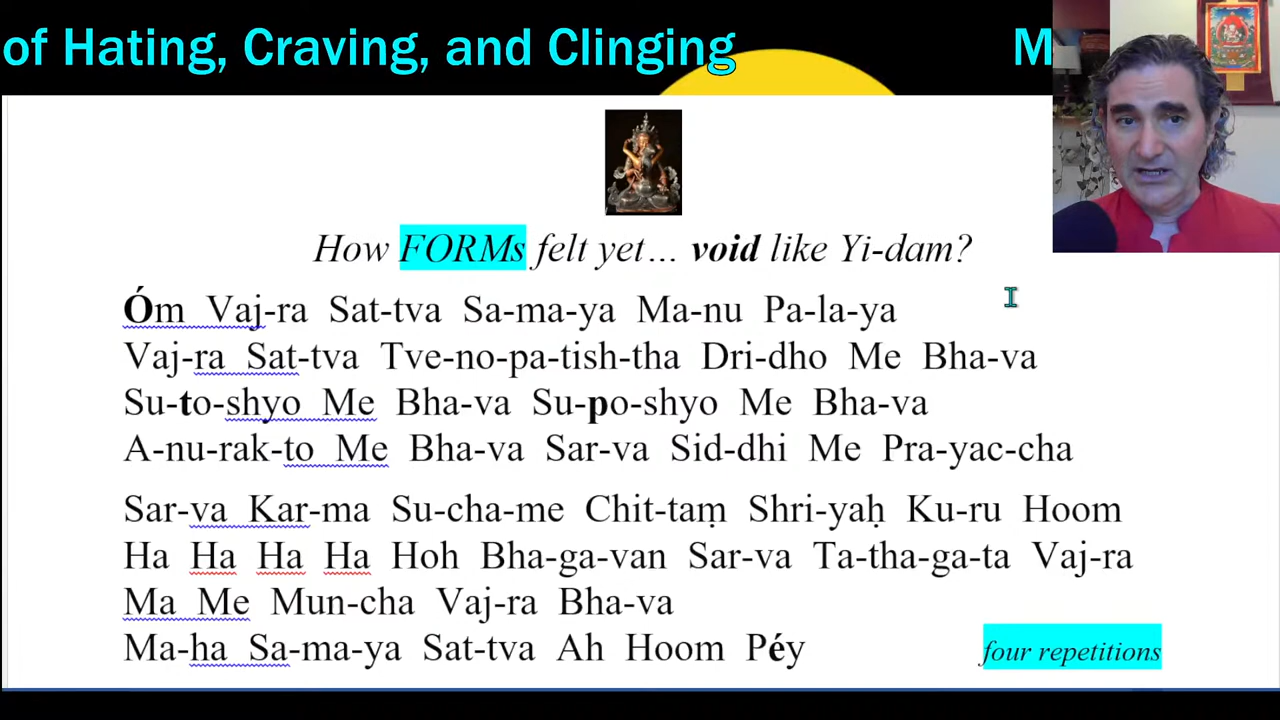 of Hating, Craving, and Clinging M
How FORMs felt yet… void like Yi-dam?
Óm Vaj-ra Sat-tva Sa-ma-ya Ma-nu Pa-la-ya
Vaj-ra Sat-tva Tve-no-pa-tish-tha Dri-dho Me Bha-va
Su-to-shyo Me Bha-va Su-po-shyo Me Bha-va
A-nu-rak-to Me Bha-va Sar-va Sid-dhi Me Pra-yac-cha
Sar-va Kar-ma Su-cha-me Chit-taṃ Shri-yaḥ Ku-ru Hoom
Ha Ha Ha Ha Hoh Bha-ga-van Sar-va Ta-tha-ga-ta Vaj-ra
Ma Me Mun-cha Vaj-ra Bha-va
Ma-ha Sa-ma-ya Sat-tva Ah Hoom Péy
four repetitions